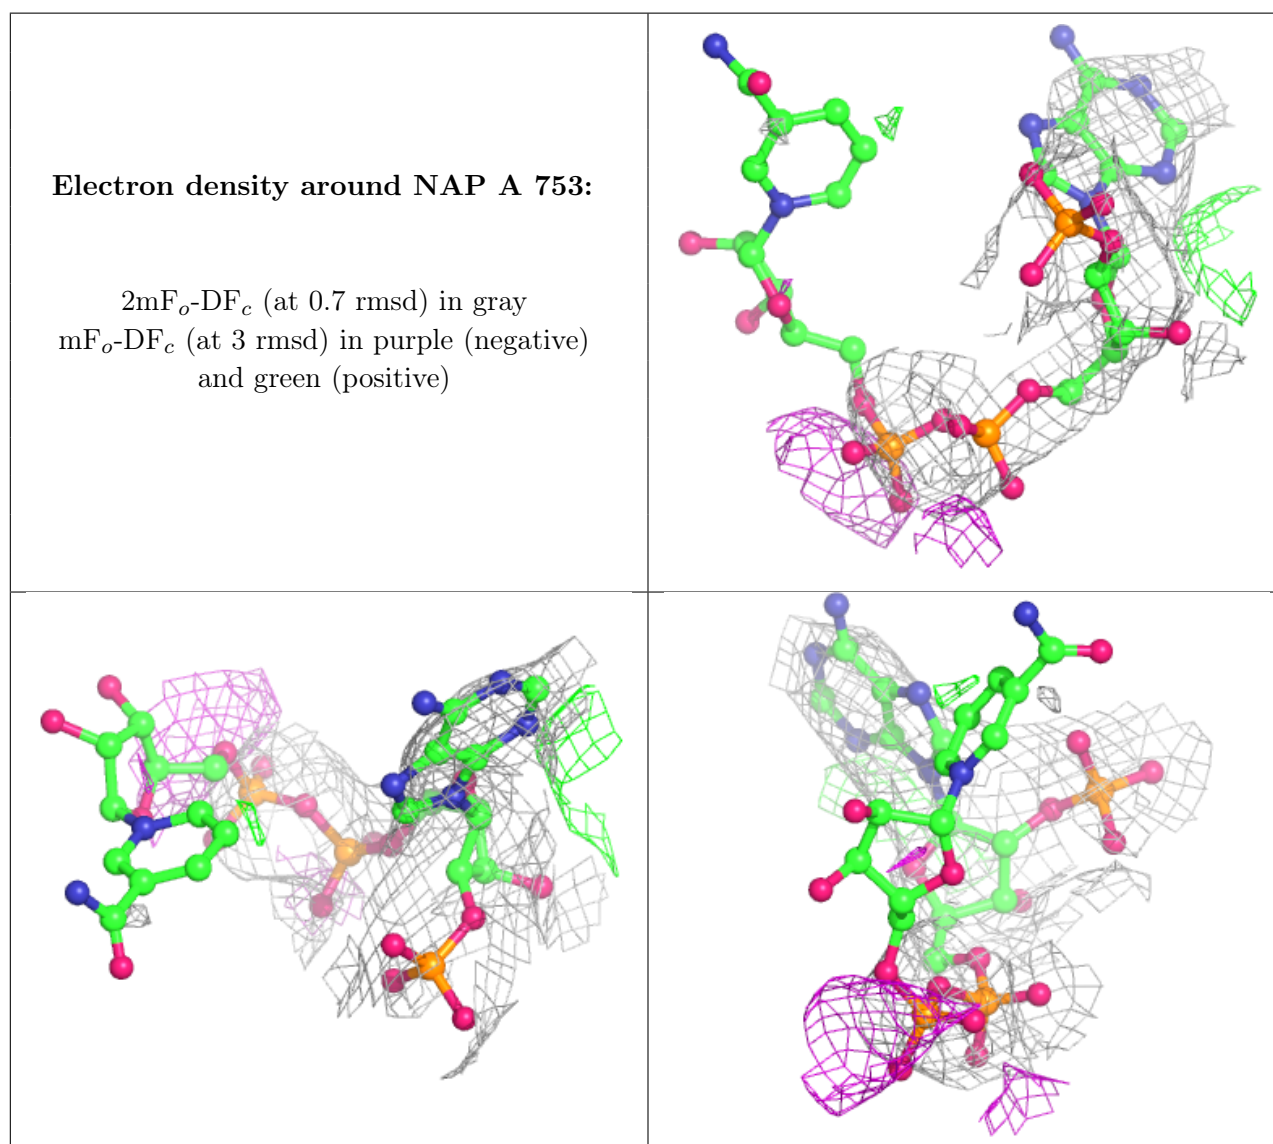 Electron density around NAP A 753:
2mFₒ-DF𝒸 (at 0.7 rmsd) in gray
mFₒ-DF𝒸 (at 3 rmsd) in purple (negative)
and green (positive)